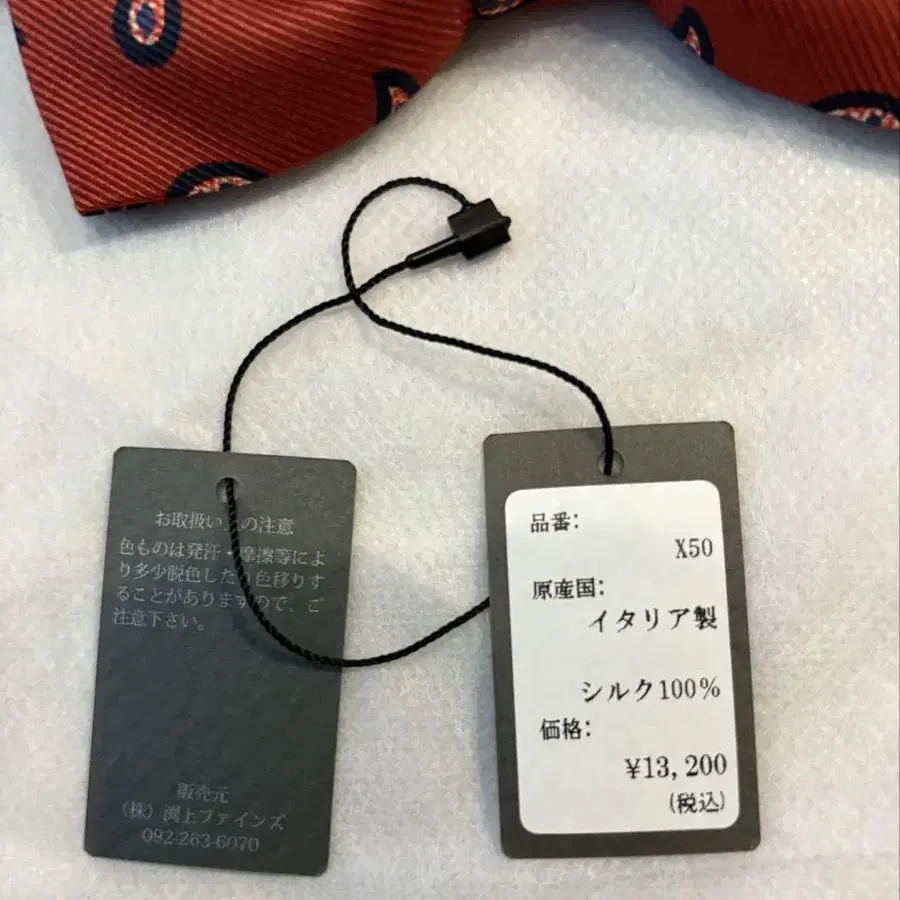 お取扱い上の注意
色ものは発汗・摩擦等によ
り多少脱色したり色移りす
ることがありますので、ご
注意下さい。
販売元
(株)渕上ファインズ
092-263-6070
品番:
X50
原産国:
イタリア製
シルク100%
価格:
¥13,200
(税込)